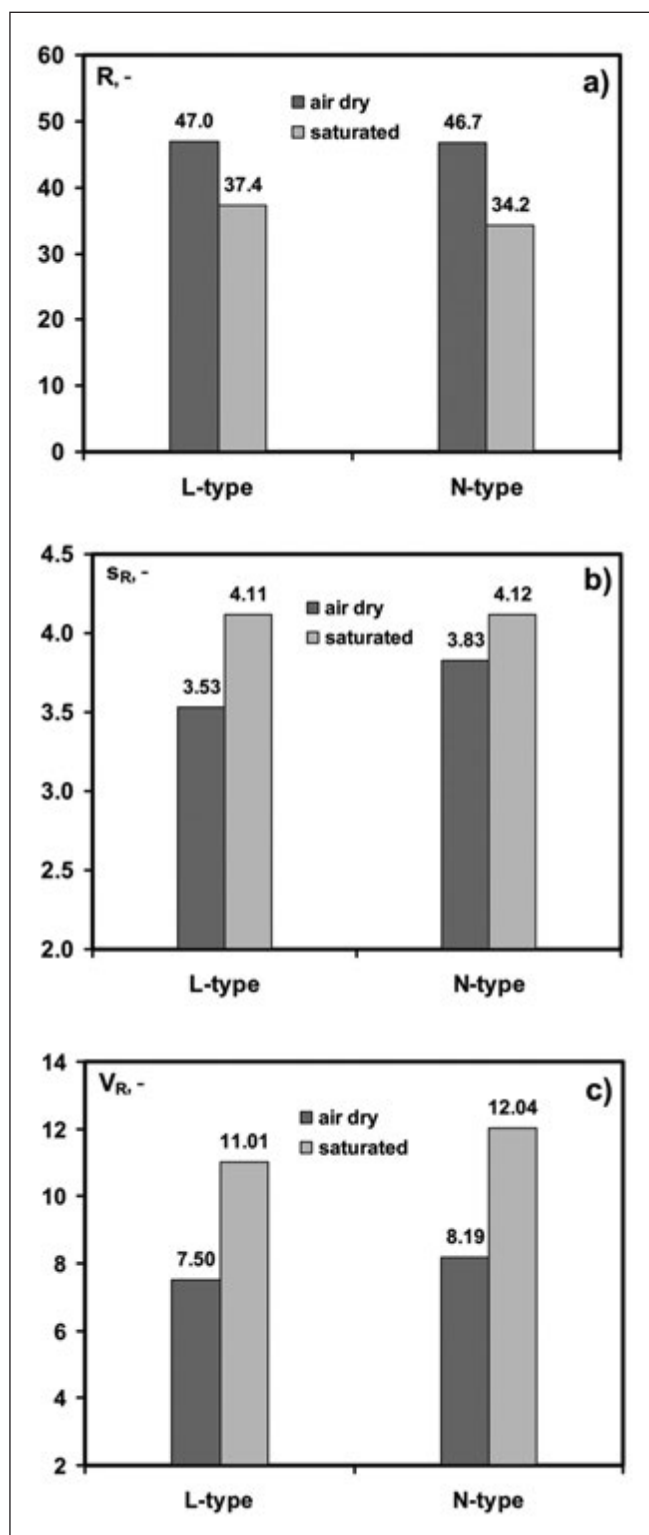 60
R, -
a)
air dry
saturated
50
47.0
46.7
40
37.4
34.2
30
20
10
0
L-type
N-type
4.5
sR, -
b)
4.11
4.12
air dry
saturated
4.0
3.83
3.53
3.5
3.0
2.5
2.0
L-type
N-type
14
VR, -
c)
air dry
saturated
12.04
12
11.01
10
8.19
8
7.50
6
4
2
L-type
N-type